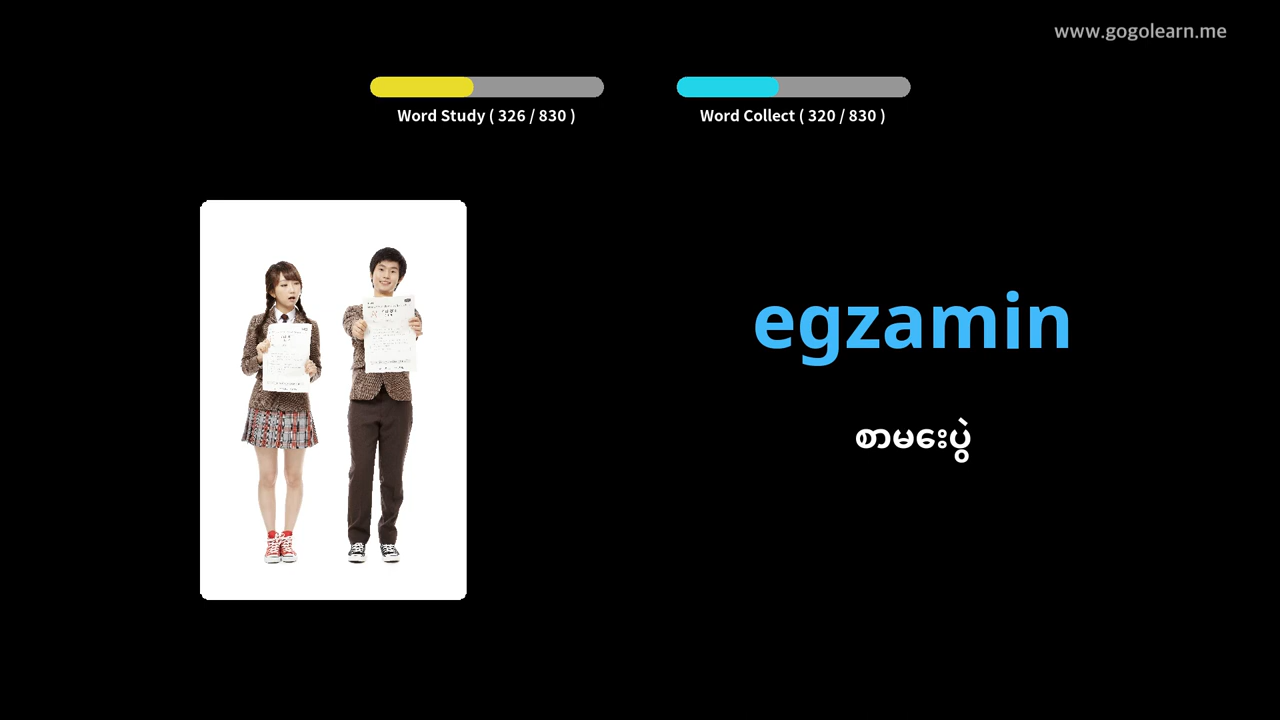 www.gogolearn.me
Word Study ( 326 / 830 )
Word Collect ( 320 / 830 )
egzamin
စာမေးပွဲ